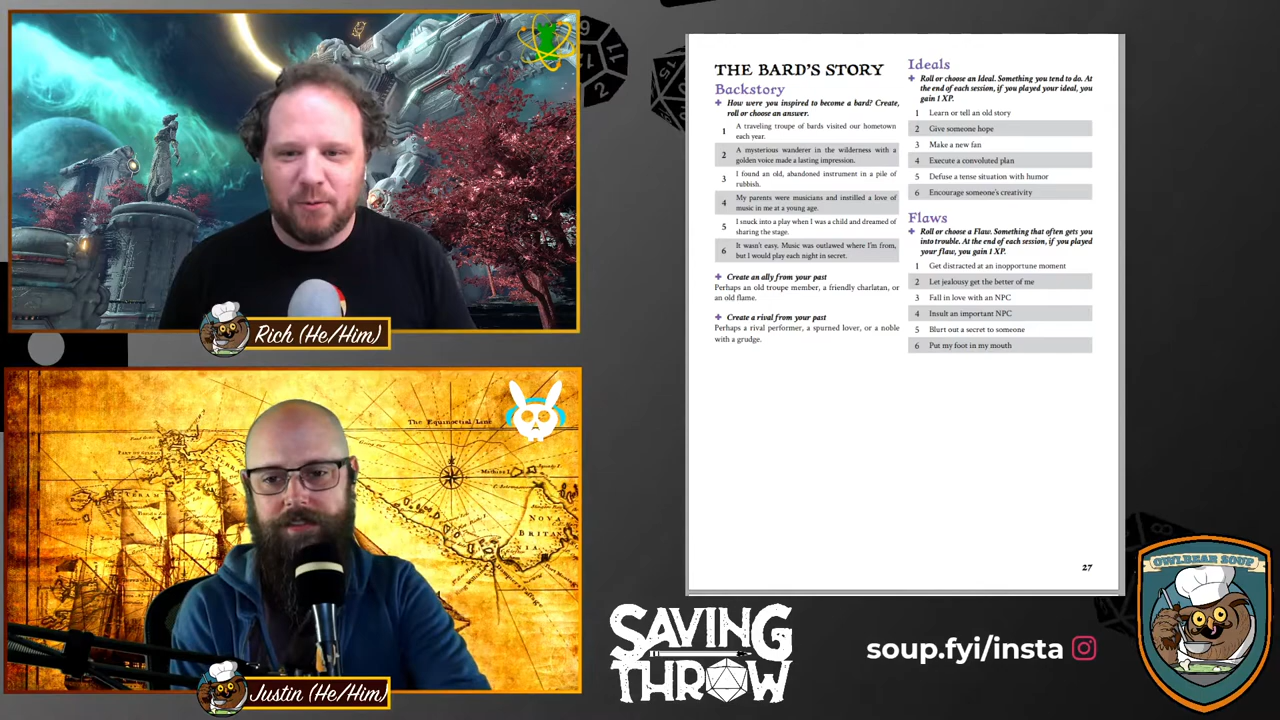 Rich (He/Him)
The Equinoctial Line
Justin (He/Him)
THE BARD'S STORY
Backstory
How were you inspired to become a bard? Create,
roll or choose an answer.
1 A traveling troupe of bards visited our hometown
each year.
2 A mysterious wanderer in the wilderness with a
golden voice made a lasting impression.
3 I found an old, abandoned instrument in a pile of
rubbish.
4 My parents were musicians and instilled a love of
music in me at a young age.
5 I snuck into a play when I was a child and dreamed of
sharing the stage.
6 It wasn't easy. Music was outlawed where I'm from,
but I would play each night in secret.
Create an ally from your past
Perhaps an old troupe member, a friendly charlatan, or
an old flame.
Create a rival from your past
Perhaps a rival performer, a spurned lover, or a noble
with a grudge.
Ideals
Roll or choose an Ideal. Something you tend to do. At
the end of each session, if you played your ideal, you
gain 1 XP.
1 Learn or tell an old story
2 Give someone hope
3 Make a new fan
4 Execute a convoluted plan
5 Defuse a tense situation with humor
6 Encourage someone's creativity
Flaws
Roll or choose a Flaw. Something that often gets you
into trouble. At the end of each session, if you played
your flaw, you gain 1 XP.
1 Get distracted at an inopportune moment
2 Let jealousy get the better of me
3 Fall in love with an NPC
4 Insult an important NPC
5 Blurt out a secret to someone
6 Put my foot in my mouth
27
SAVING
THROW
soup.fyi/insta
OWLBEAR SOUP